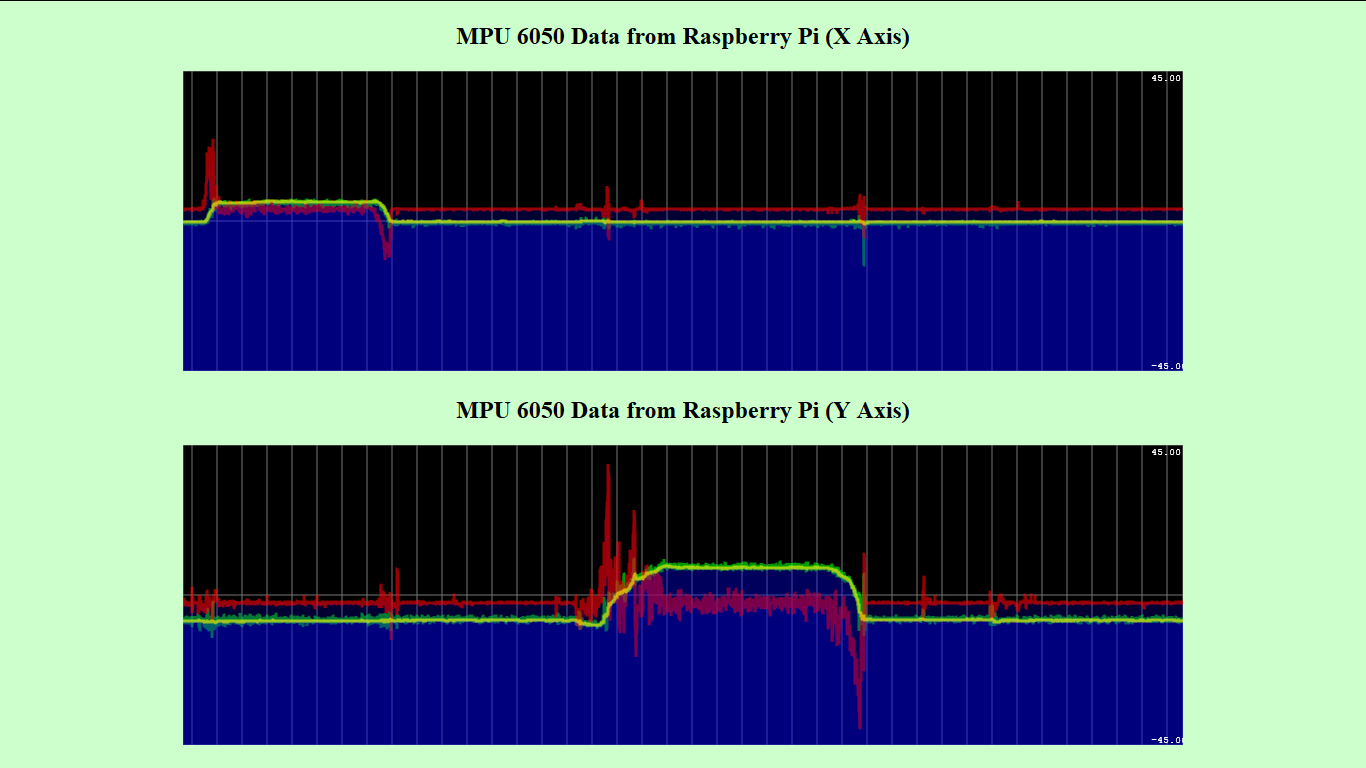 MPU 6050 Data from Raspberry Pi (X Axis)
45.00
-45.00
MPU 6050 Data from Raspberry Pi (Y Axis)
45.00
-45.00